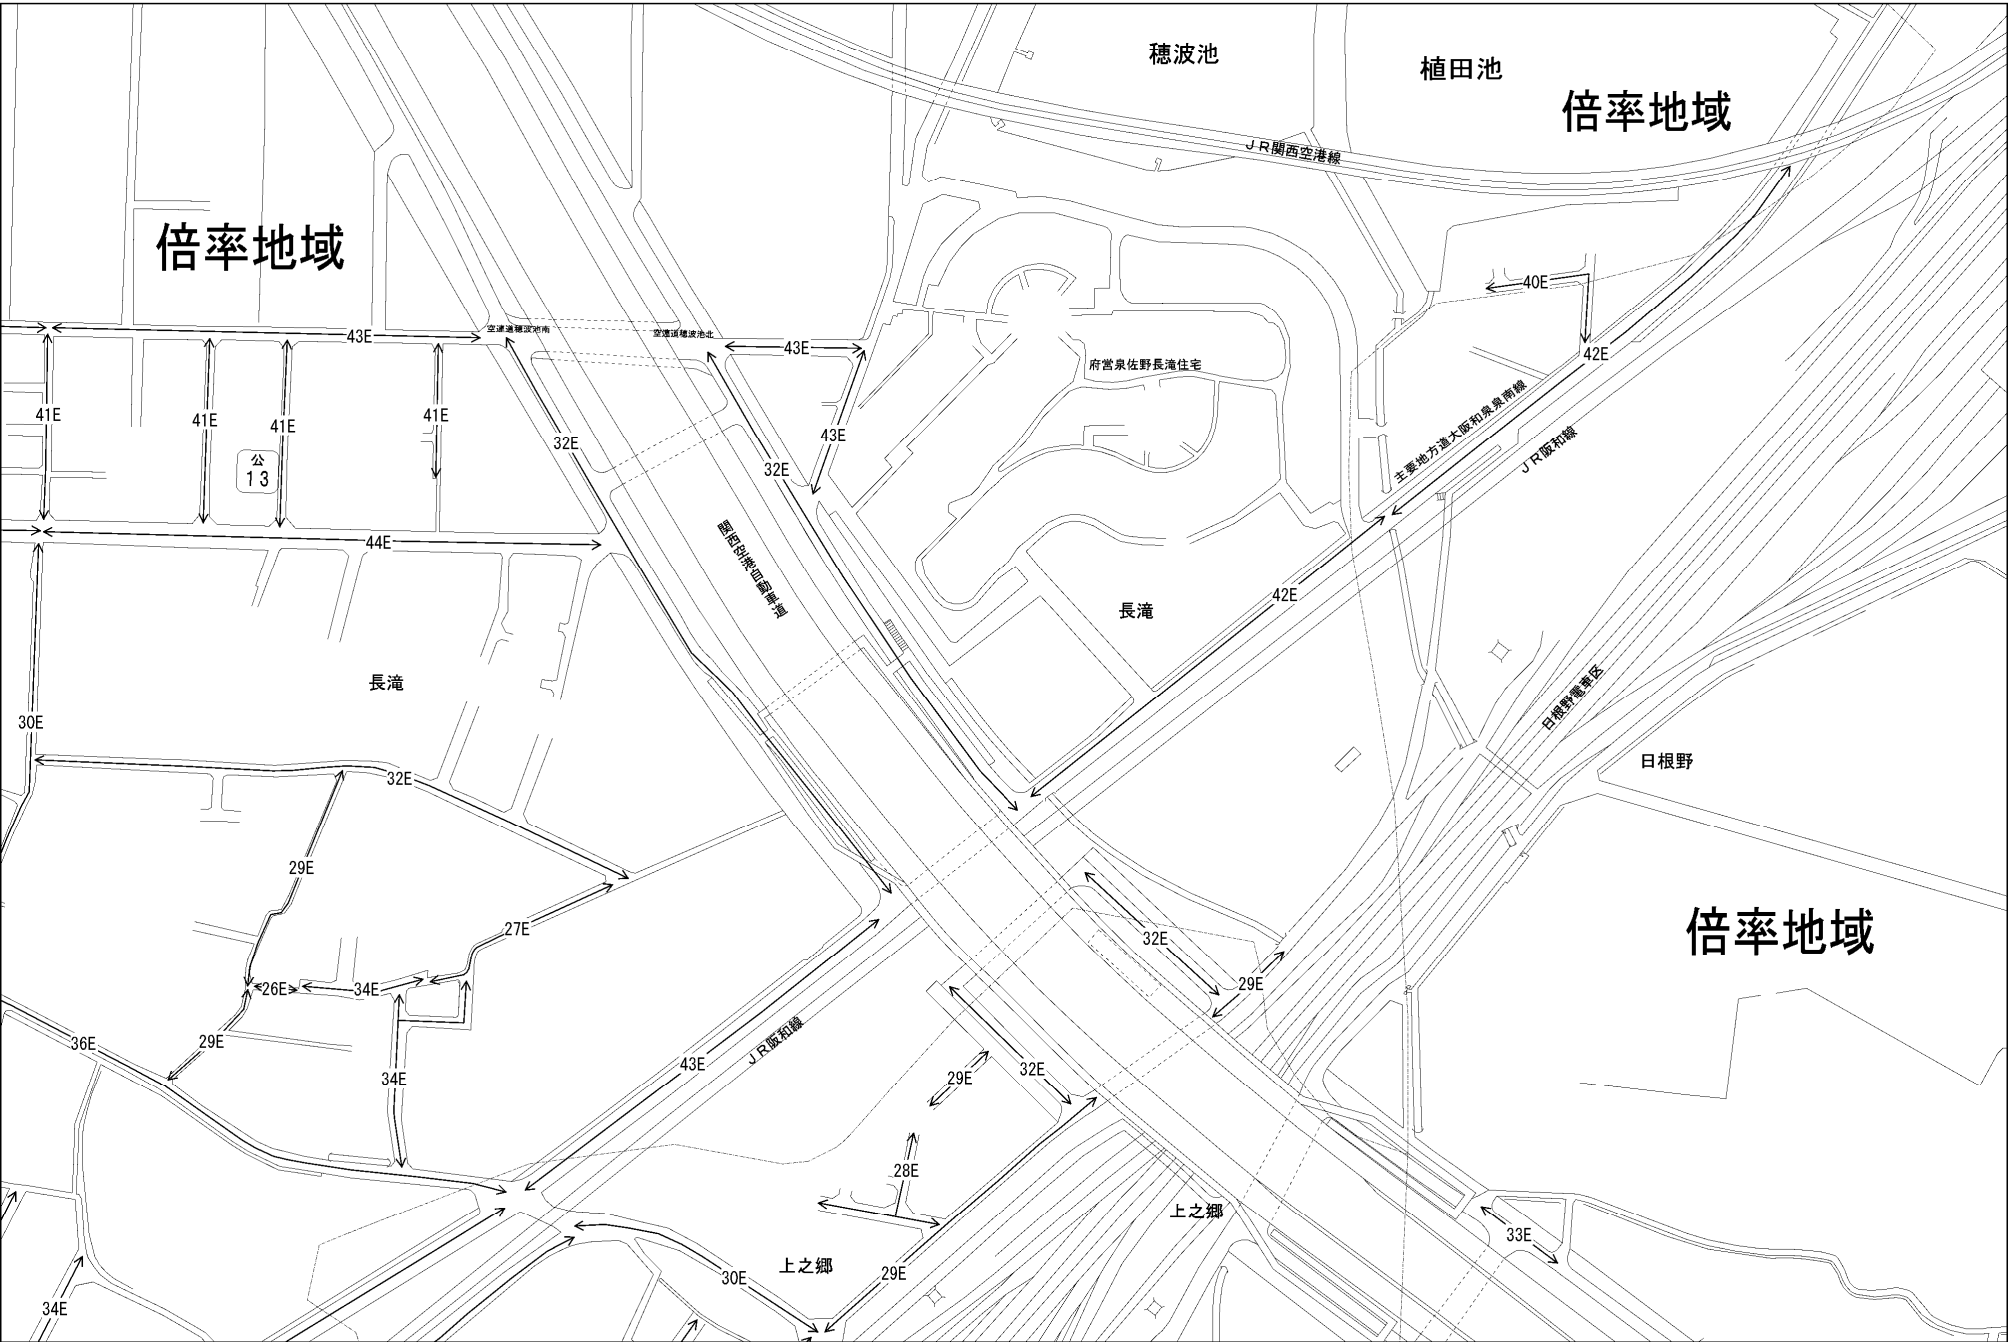 穂波池
植田池
倍率地域
JR関西空港線
倍率地域
40E
43E
空連道穂波池南
空連道穂波池北
43E
42E
府営泉佐野長滝住宅
主要地方道大阪和泉泉南線
41E
41E
41E
41E
43E
32E
32E
JR阪和線
公
13
44E
関西空港自動車道
42E
長滝
長滝
30E
日根野電車区
日根野
32E
29E
27E
32E
倍率地域
26E
34E
29E
36E
29E
JR阪和線
43E
34E
29E
32E
28E
上之郷
33E
上之郷
30E
29E
34E